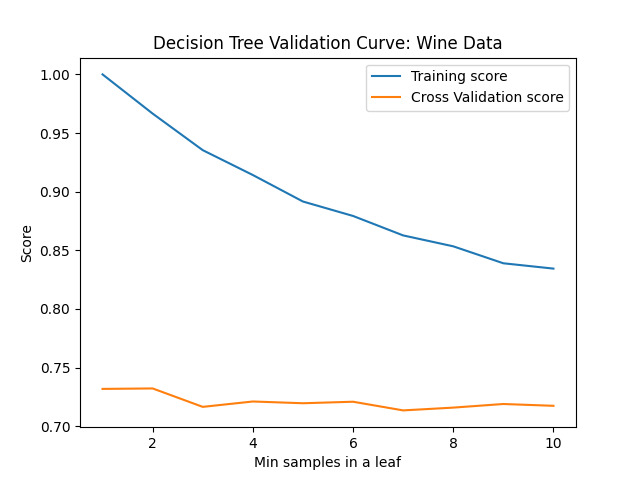 Decision Tree Validation Curve: Wine Data
Training score
Cross Validation score
1.00
0.95
0.90
0.85
0.80
0.75
0.70
Score
2
4
6
8
10
Min samples in a leaf